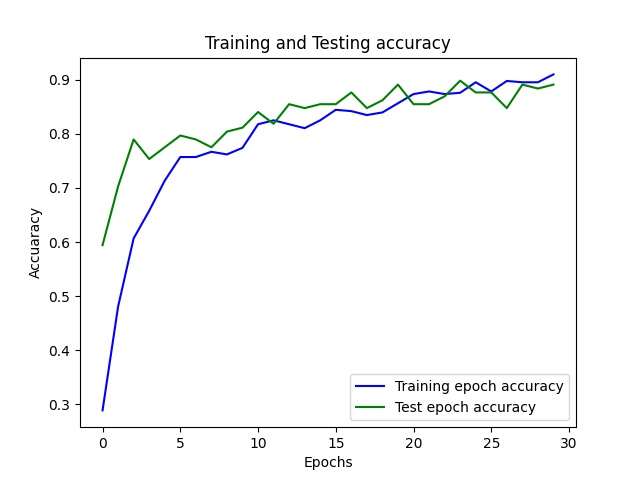 Training and Testing accuracy
0.9
0.8
0.7
0.6
0.5
0.4
0.3
Accuaracy
0 5 10 15 20 25 30
Epochs
Training epoch accuracy
Test epoch accuracy